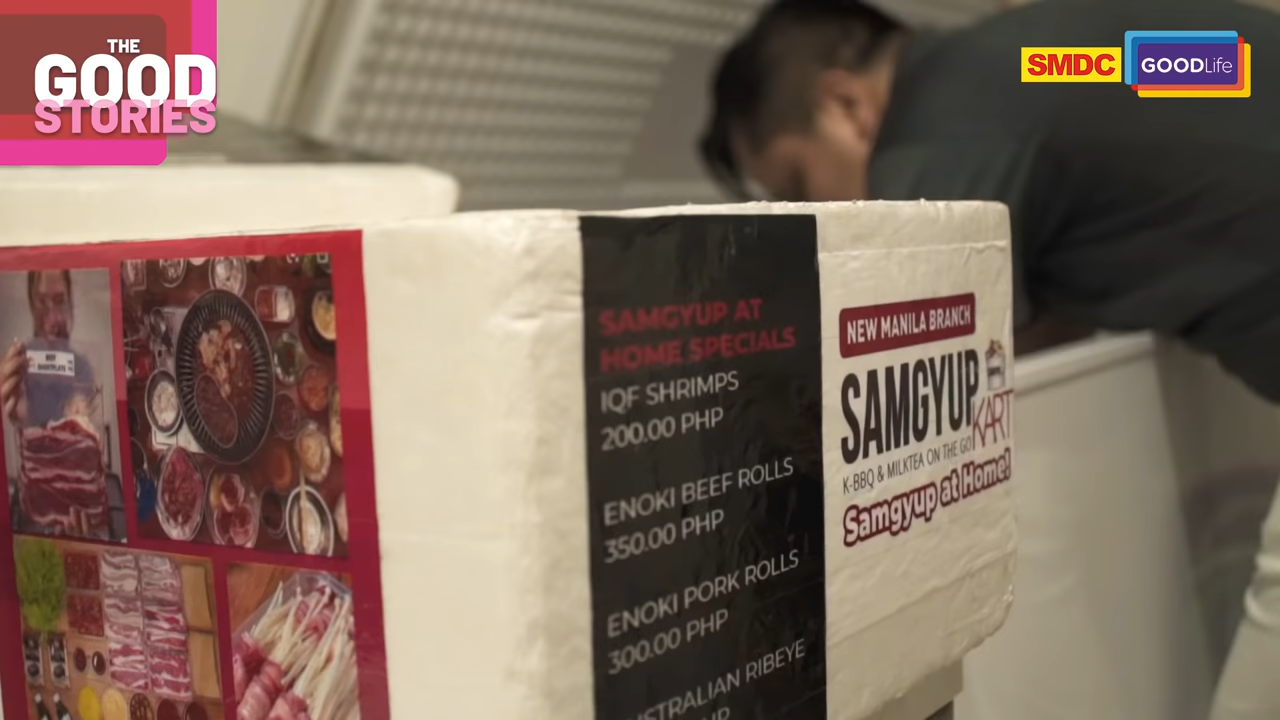 THE
GOOD
STORIES
SMDC
GOODLife
SAMGYUP AT
HOME SPECIALS
IQF SHRIMPS
200.00 PHP
ENOKI BEEF ROLLS
350.00 PHP
ENOKI PORK ROLLS
300.00 PHP
USTRALIAN RIBEYE
NEW MANILA BRANCH
SAMGYUP
KART
K-BBQ & MILKTEA ON THE GO
Samgyup at Home!